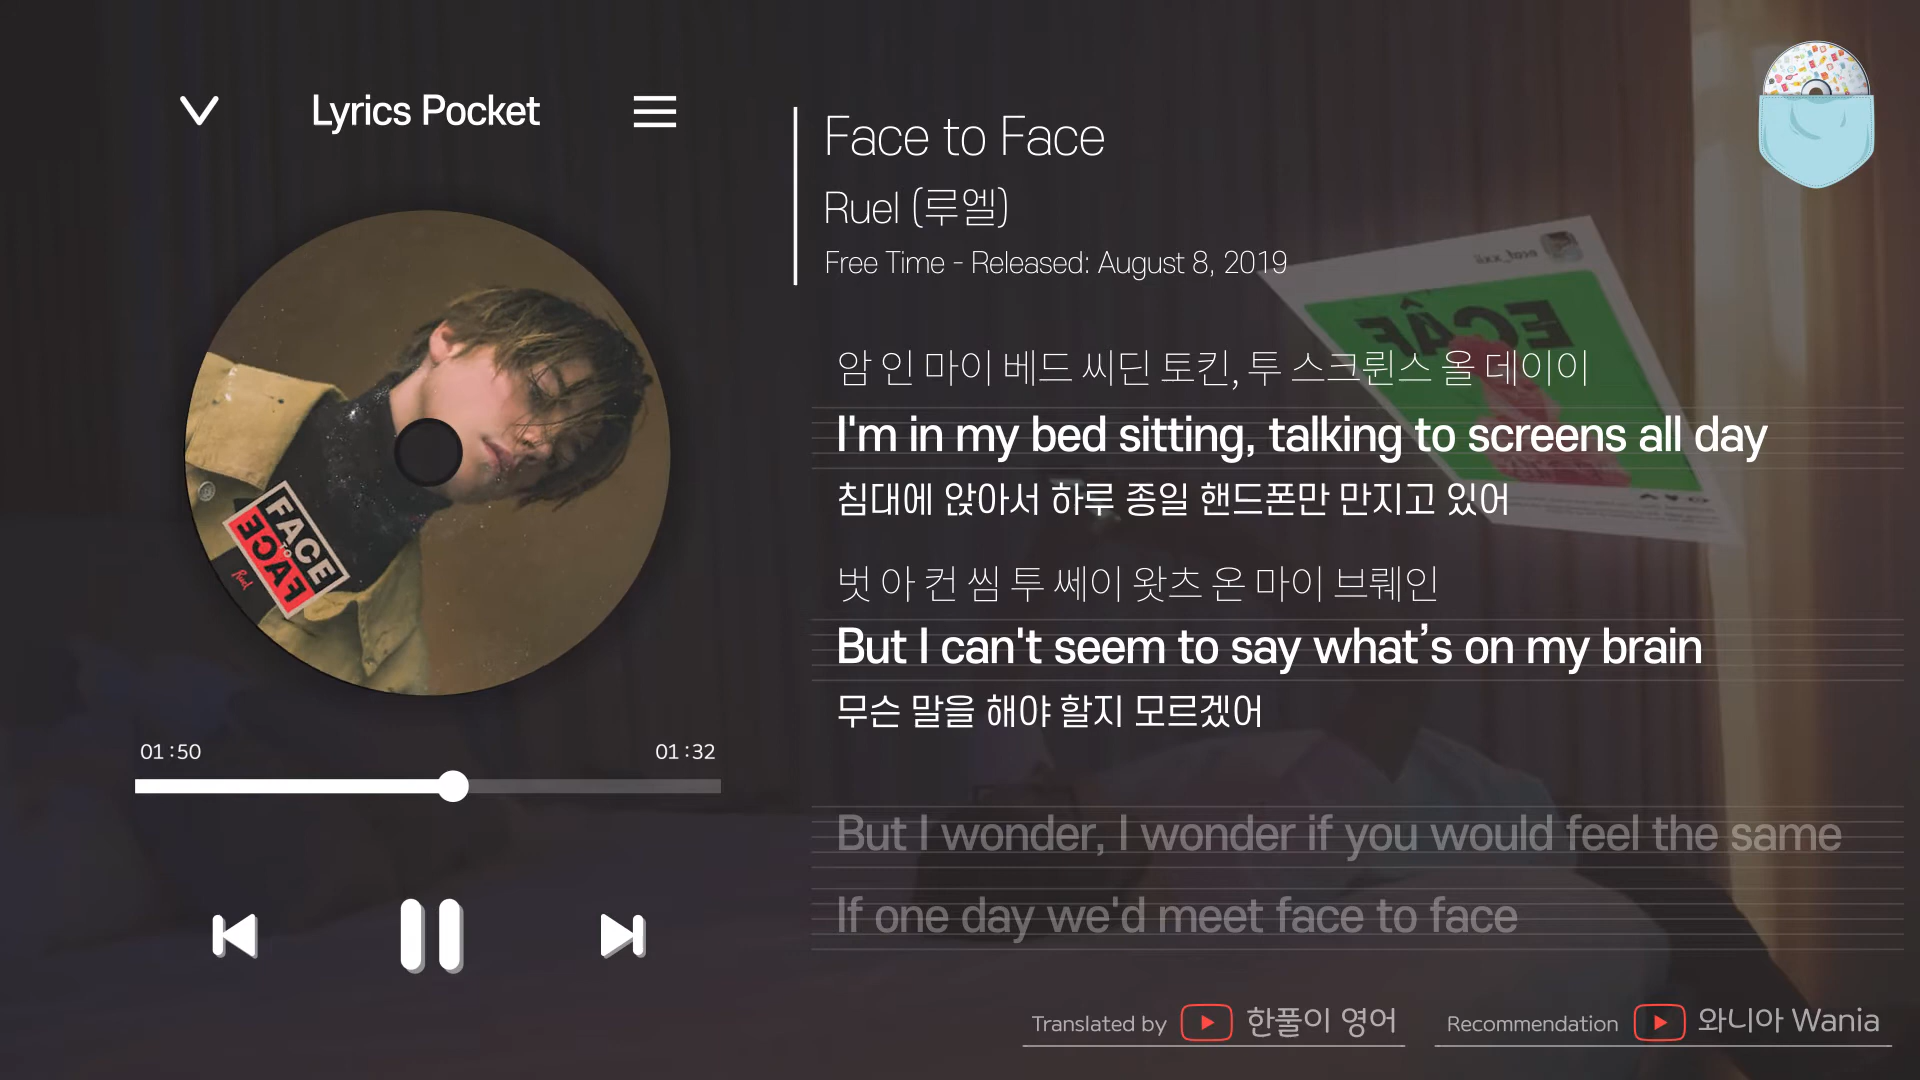 Lyrics Pocket
Face to Face
Ruel (루엘)
Free Time - Released: August 8, 2019
암 인 마이 베드 씨딘 토킨, 투 스크륀스 올 데이이
I'm in my bed sitting, talking to screens all day
침대에 앉아서 하루 종일 핸드폰만 만지고 있어
벗 아 컨 씸 투 쎄이 왓츠 온 마이 브뤠인
But I can't seem to say what’s on my brain
무슨 말을 해야 할지 모르겠어
But I wonder, I wonder if you would feel the same
If one day we'd meet face to face
FACE
TO
FACE
Ruel
01:50
01:32
Translated by 한풀이 영어
Recommendation 와니아 Wania